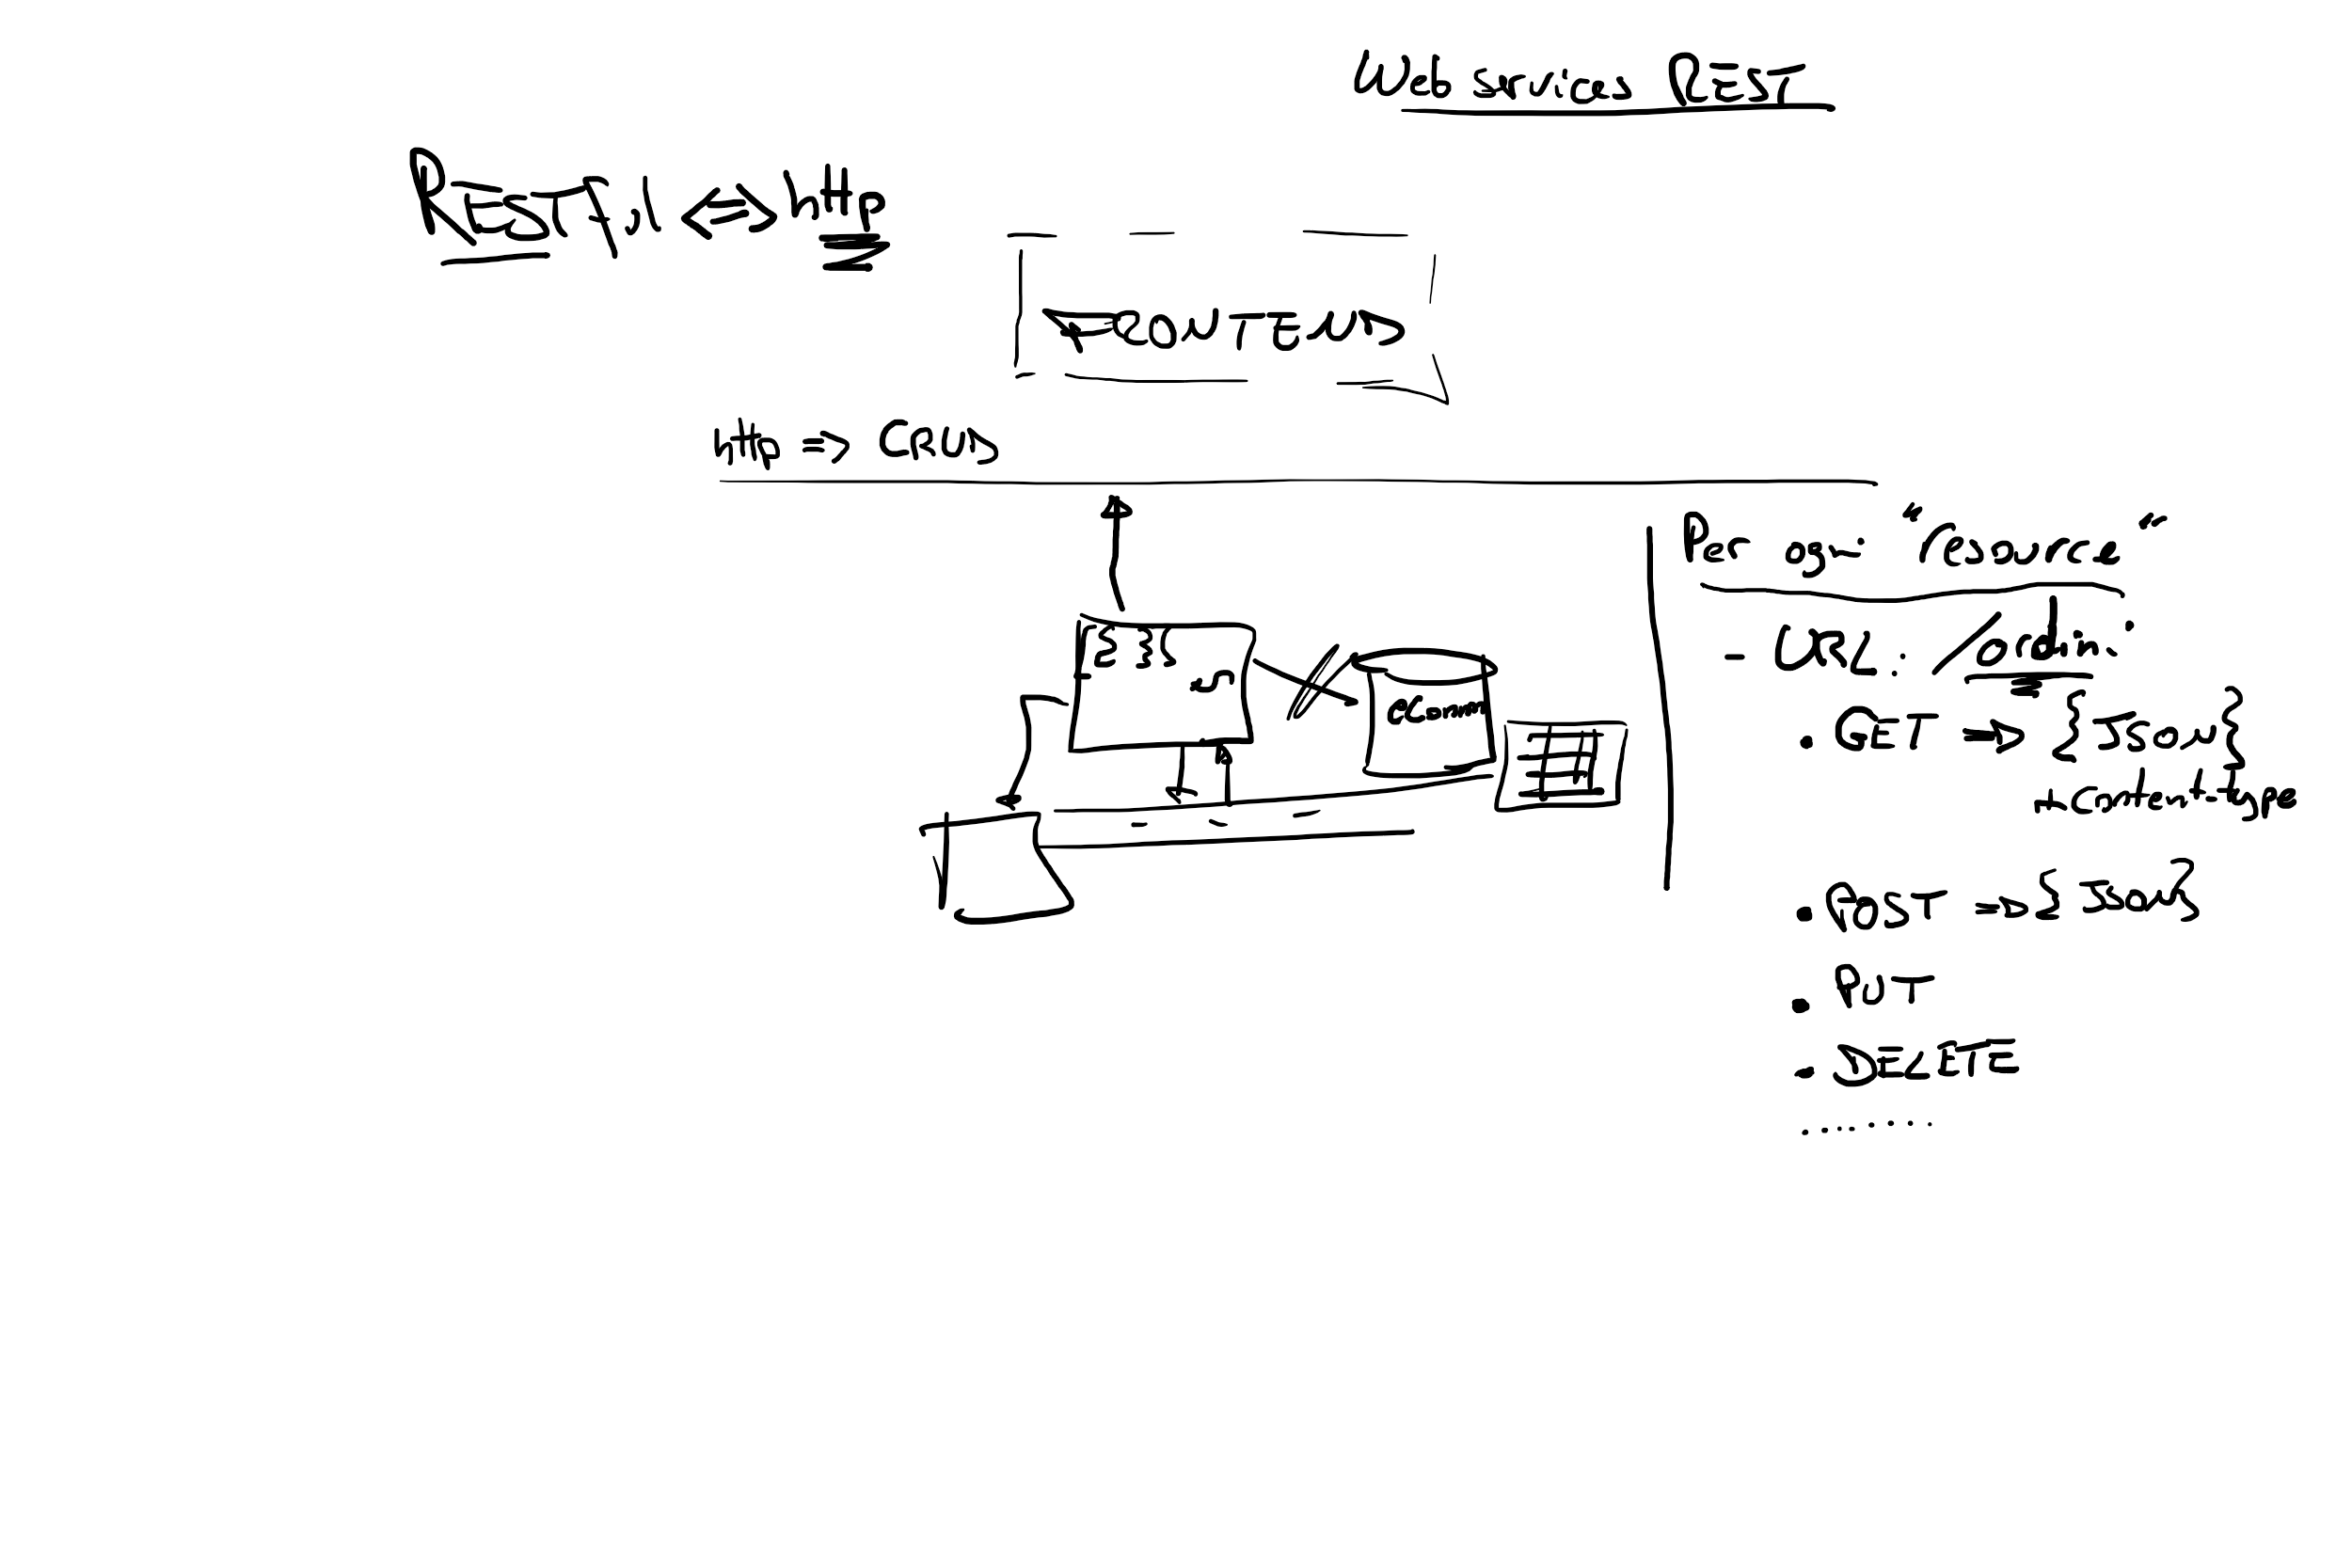 Web services REST
RESTful <=> http
FRONTEND
http => CRUD
Per ogni "resource"
- URL: /ordini
eComm
• GET => {JSON}
+ Content-type
• POST => {JSON}
• PUT
• DELETE
........